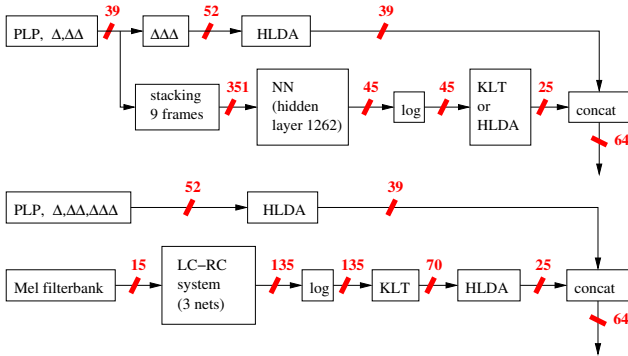 39
52
39
PLP, Δ,ΔΔ
ΔΔΔ
HLDA
stacking
9 frames
351
NN
(hidden
layer 1262)
45
log
45
KLT
or
HLDA
25
concat
64
52
39
PLP, Δ,ΔΔ,ΔΔΔ
HLDA
15
135
135
70
25
Mel filterbank
LC−RC
system
(3 nets)
log
KLT
HLDA
concat
64